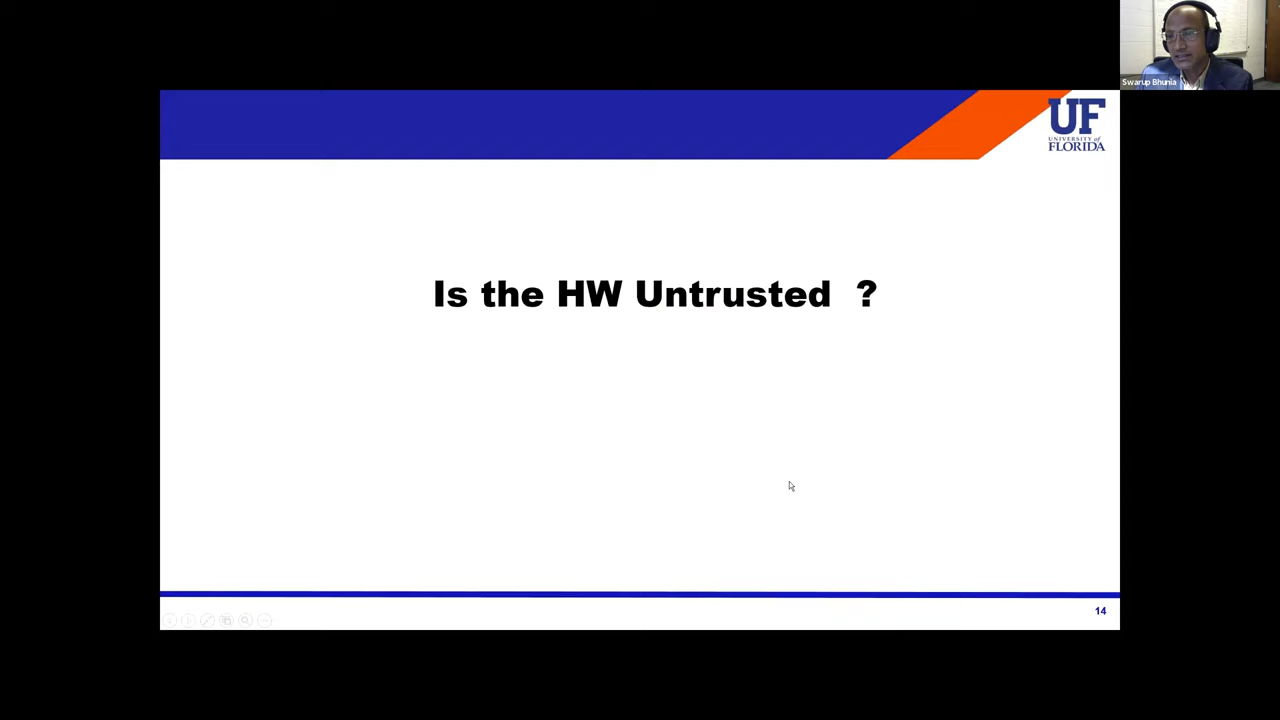 Swarup Bhunia
UF
UNIVERSITY of
FLORIDA
Is the HW Untrusted ?
14